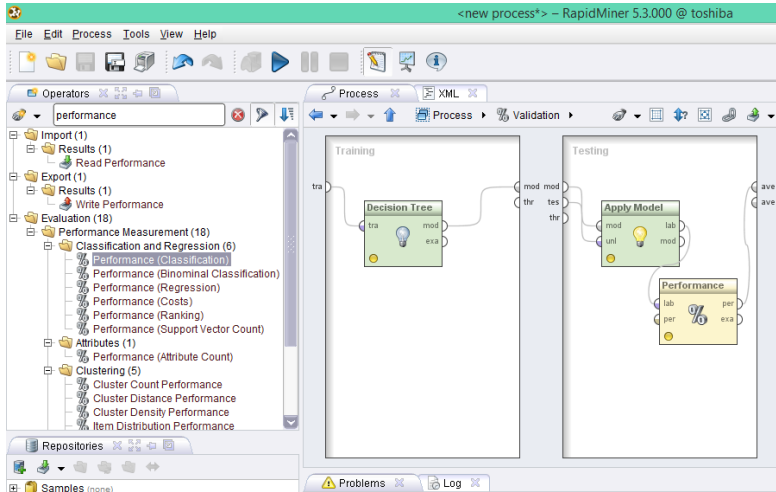 <new process*> – RapidMiner 5.3.000 @ toshiba
File Edit Process Tools View Help
Operators
performance
Import (1)
Results (1)
Read Performance
Export (1)
Results (1)
Write Performance
Evaluation (18)
Performance Measurement (18)
Classification and Regression (6)
Performance (Classification)
Performance (Binominal Classification)
Performance (Regression)
Performance (Costs)
Performance (Ranking)
Performance (Support Vector Count)
Attributes (1)
Performance (Attribute Count)
Clustering (5)
Cluster Count Performance
Cluster Distance Performance
Cluster Density Performance
Item Distribution Performance
Repositories
Samples (none)
Process XML
Process Validation
Training
tra
Decision Tree
tra mod
exa
mod
thr
Testing
mod
tes
thr
Apply Model
mod lab
unl mod
Performance
lab per
per exa
ave
ave
Problems Log